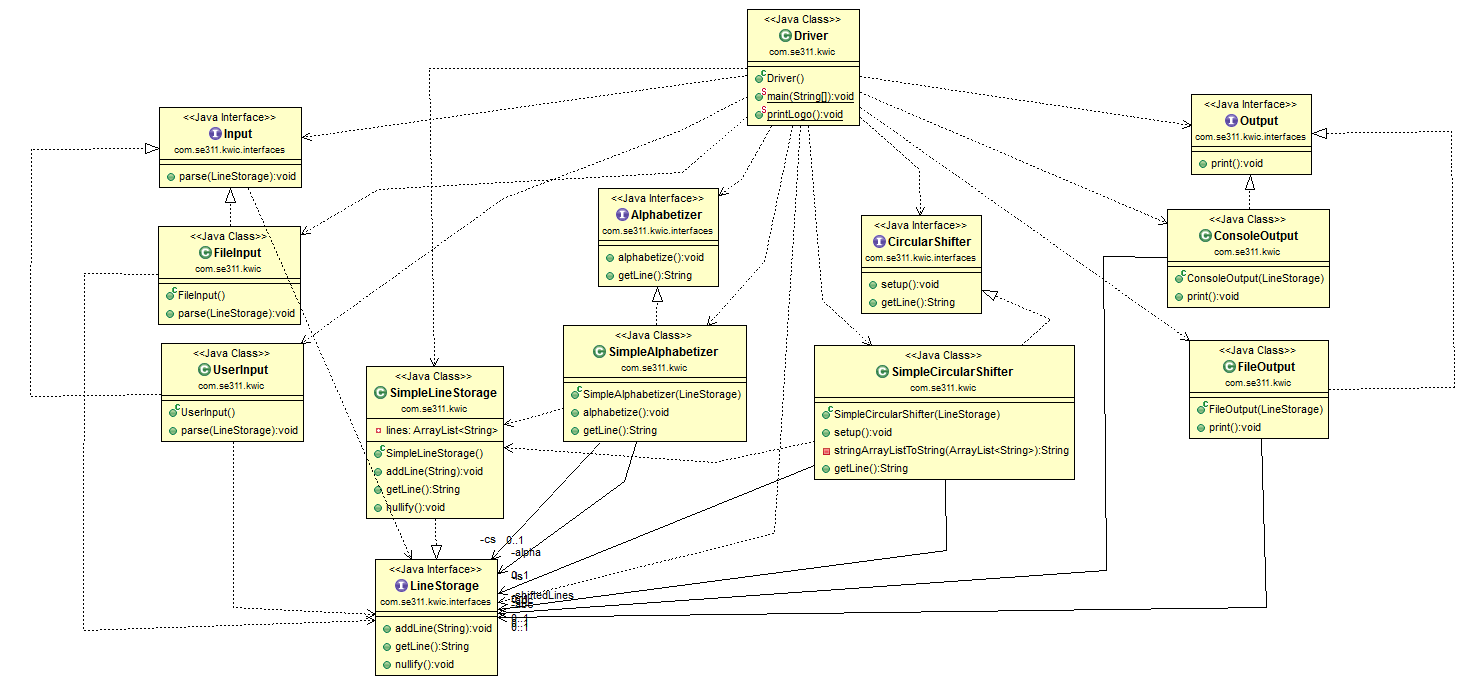 <<Java Class>>
Driver
com.se311.kwic
Driver()
main(String[]):void
printLogo():void
<<Java Interface>>
Input
com.se311.kwic.interfaces
parse(LineStorage):void
<<Java Interface>>
Output
com.se311.kwic.interfaces
print():void
<<Java Interface>>
Alphabetizer
com.se311.kwic.interfaces
alphabetize():void
getLine():String
<<Java Interface>>
CircularShifter
com.se311.kwic.interfaces
setup():void
getLine():String
<<Java Class>>
ConsoleOutput
com.se311.kwic
ConsoleOutput(LineStorage)
print():void
<<Java Class>>
FileInput
com.se311.kwic
FileInput()
parse(LineStorage):void
<<Java Class>>
UserInput
com.se311.kwic
UserInput()
parse(LineStorage):void
<<Java Class>>
SimpleLineStorage
com.se311.kwic
lines: ArrayList<String>
SimpleLineStorage()
addLine(String):void
getLine():String
nullify():void
<<Java Class>>
SimpleAlphabetizer
com.se311.kwic
SimpleAlphabetizer(LineStorage)
alphabetize():void
getLine():String
<<Java Class>>
SimpleCircularShifter
com.se311.kwic
SimpleCircularShifter(LineStorage)
setup():void
stringArrayListToString(ArrayList<String>):String
getLine():String
<<Java Class>>
FileOutput
com.se311.kwic
FileOutput(LineStorage)
print():void
-cs 0..1
-alpha
-shiftedLines
0..1
<<Java Interface>>
LineStorage
com.se311.kwic.interfaces
addLine(String):void
getLine():String
nullify():void